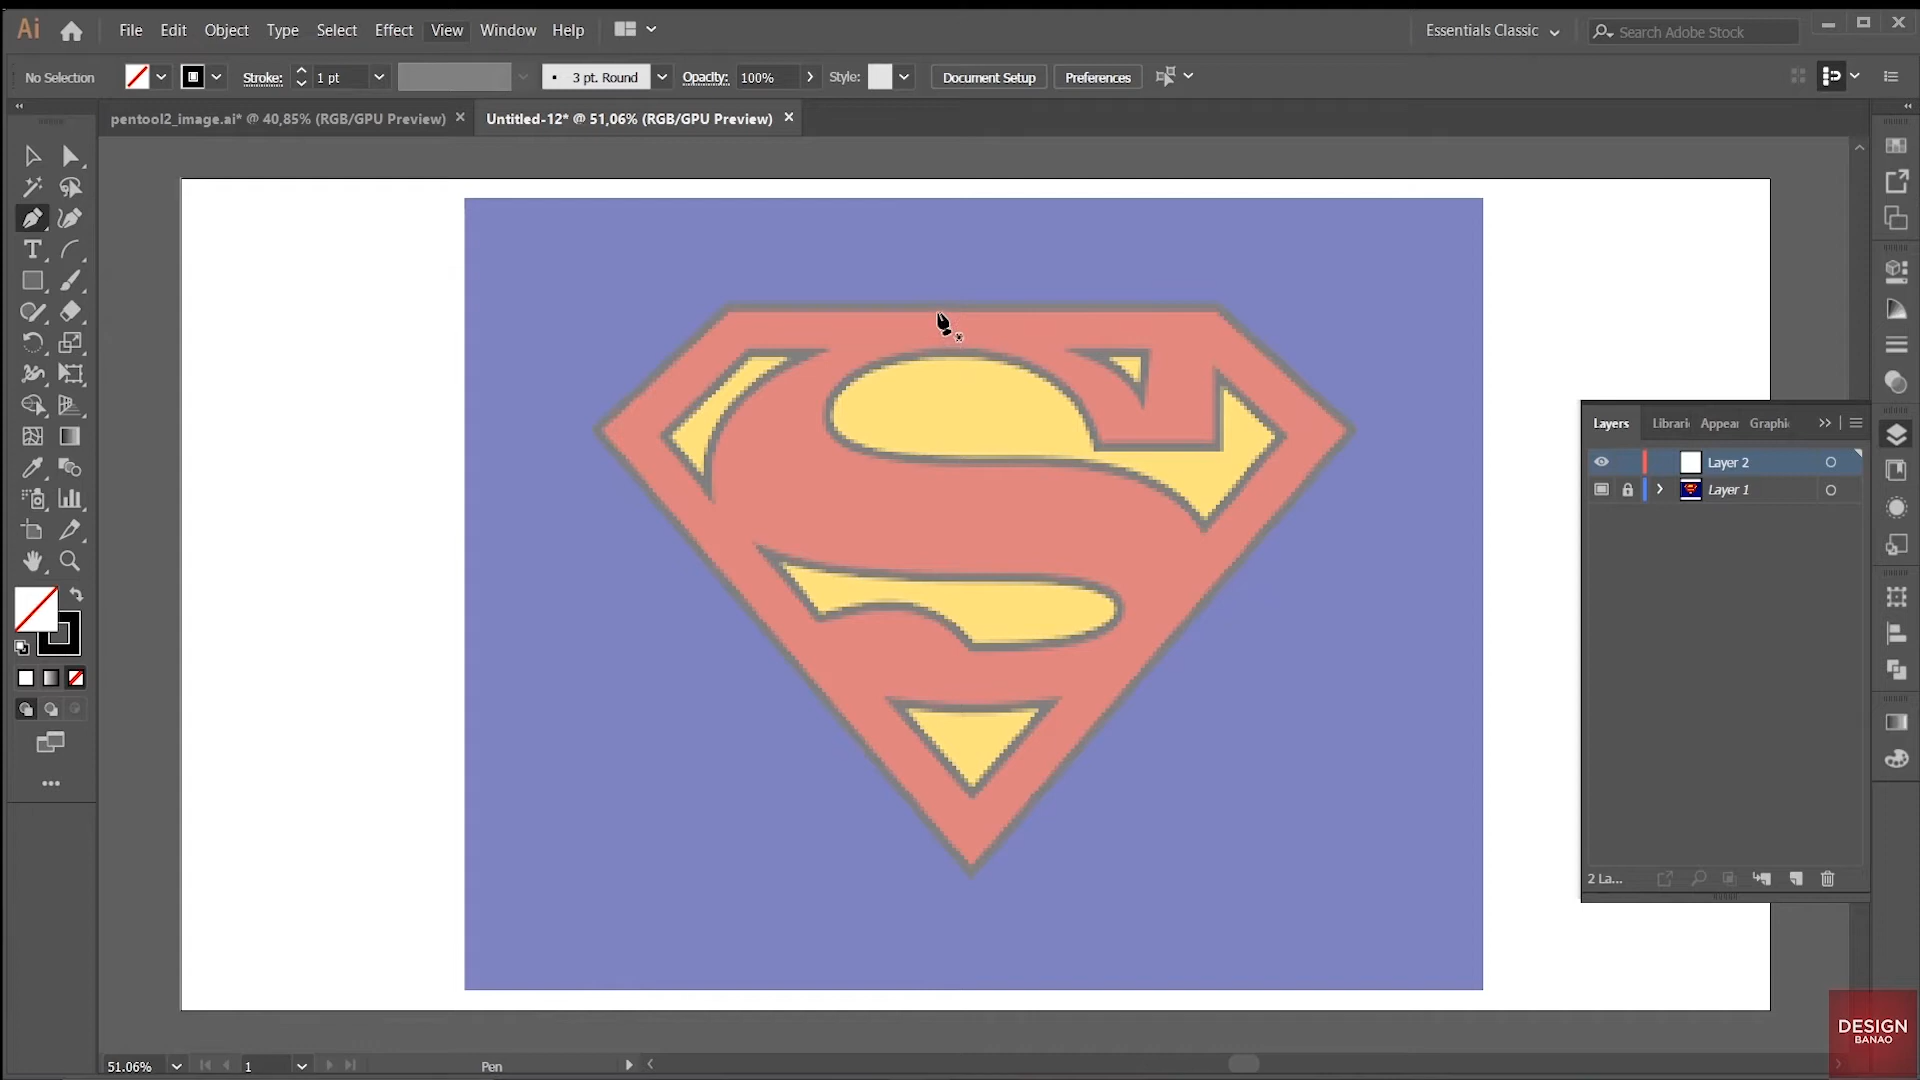 Ai File Edit Object Type Select Effect View Window Help Essentials Classic Search Adobe Stock
No Selection Stroke: 1 pt 3 pt. Round Opacity: 100% Style: Document Setup Preferences
pentool2_image.ai* @ 40,85% (RGB/GPU Preview) Untitled-12* @ 51,06% (RGB/GPU Preview)
Layers Librari Appear Graphi
Layer 2
Layer 1
2 La...
DESIGN
BANAO
51.06% 1 Pen